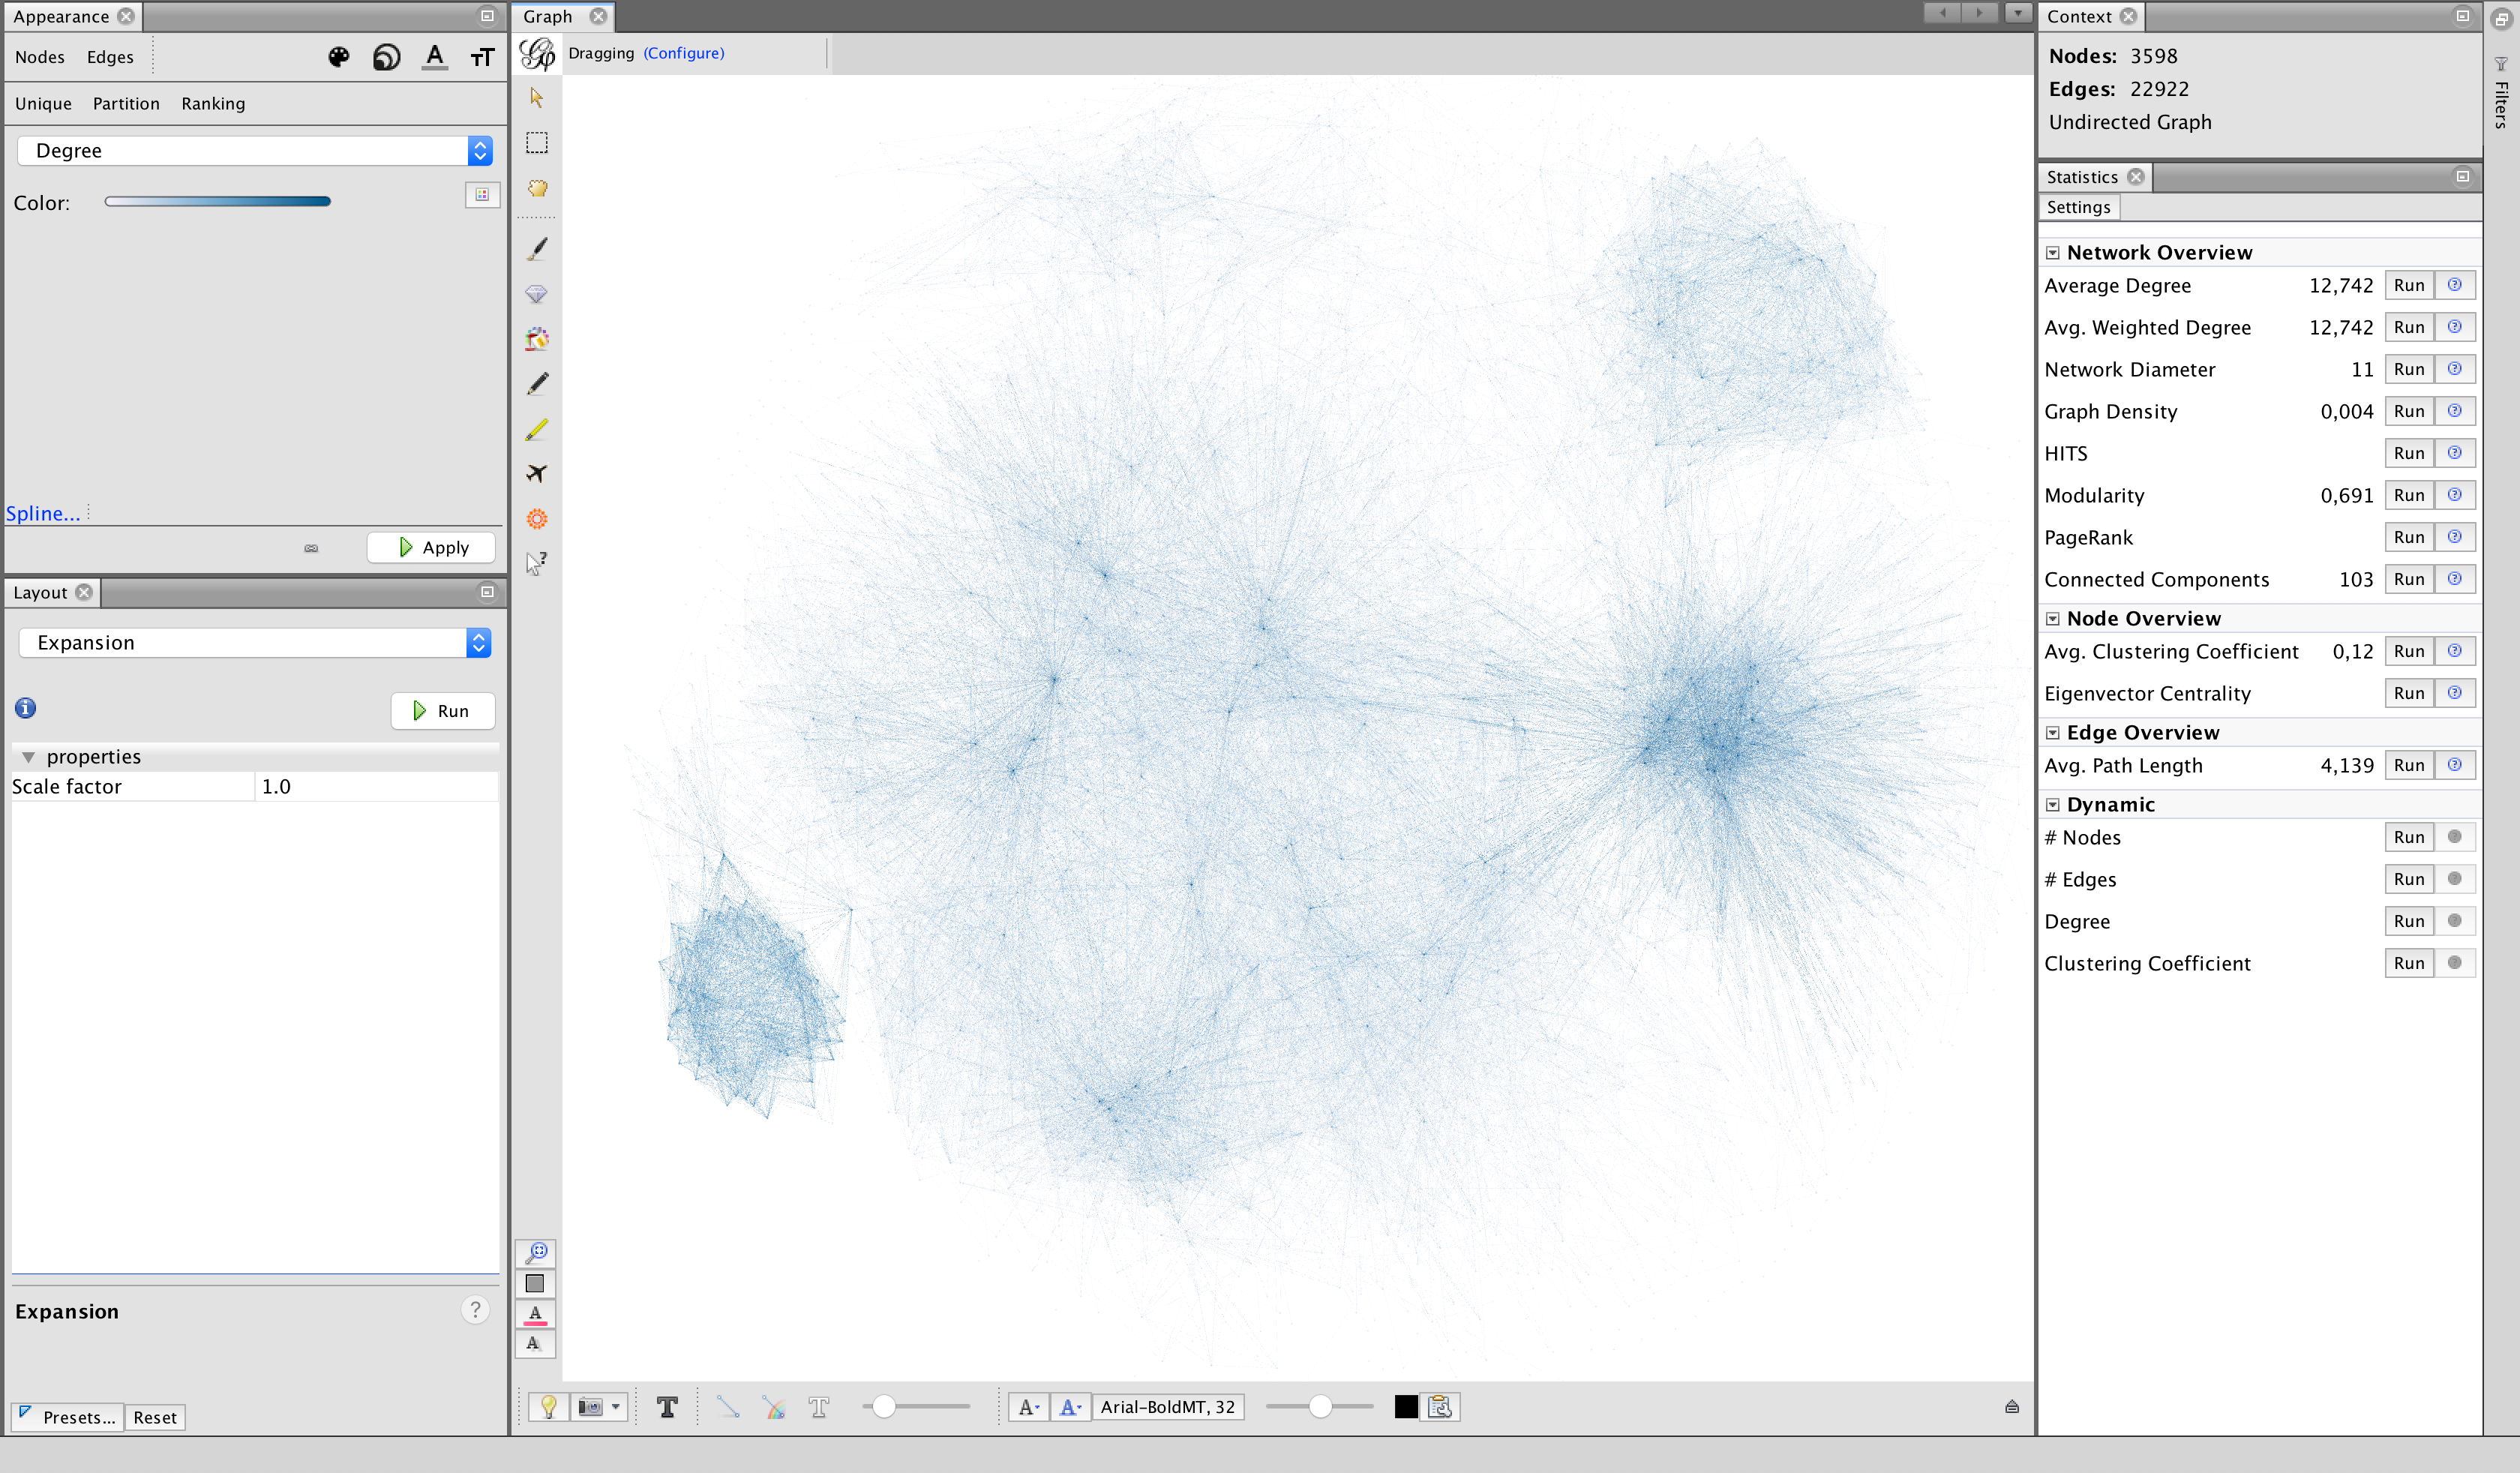 Appearance
Nodes Edges
Unique Partition Ranking
Degree
Color:
Spline...
Apply
Layout
Expansion
Run
properties
Scale factor 1.0
Expansion
?
Presets... Reset
Graph
Dragging (Configure)
Arial-BoldMT, 32
Context
Nodes: 3598
Edges: 22922
Undirected Graph
Statistics
Settings
Network Overview
Average Degree 12,742 Run
Avg. Weighted Degree 12,742 Run
Network Diameter 11 Run
Graph Density 0,004 Run
HITS Run
Modularity 0,691 Run
PageRank Run
Connected Components 103 Run
Node Overview
Avg. Clustering Coefficient 0,12 Run
Eigenvector Centrality Run
Edge Overview
Avg. Path Length 4,139 Run
Dynamic
# Nodes Run
# Edges Run
Degree Run
Clustering Coefficient Run
Filters